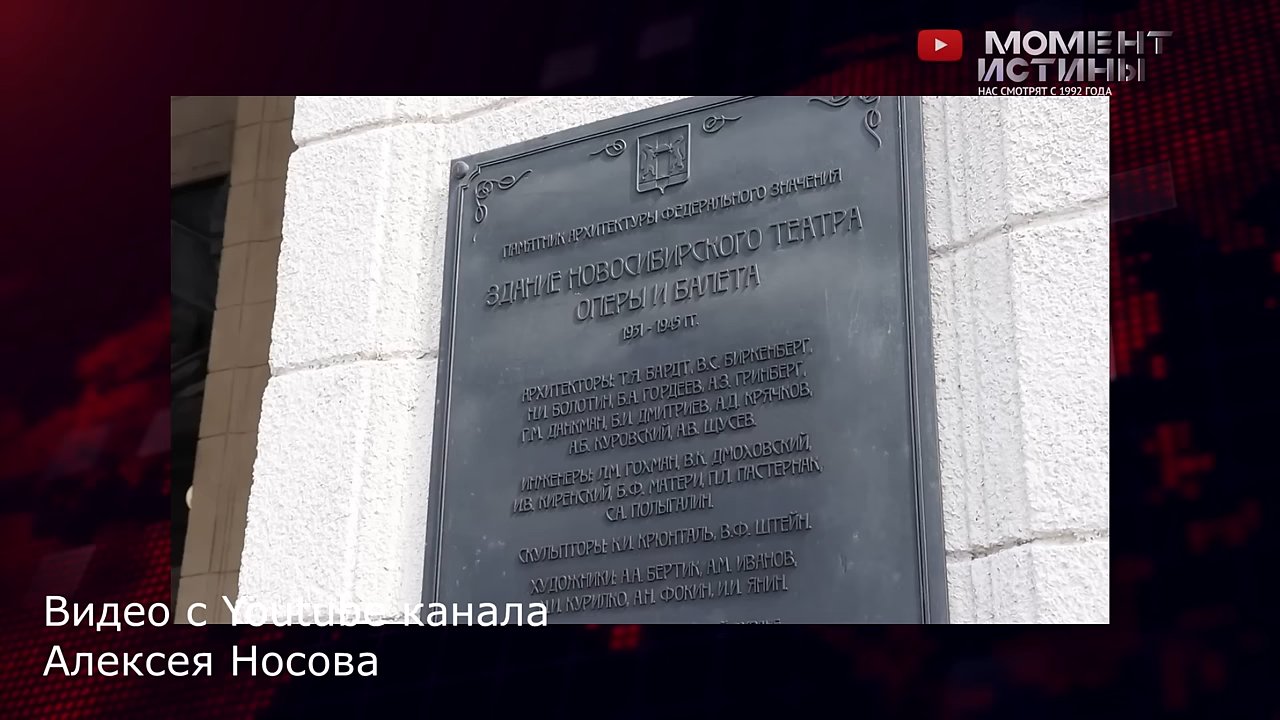 МОМЕНТ
ИСТИНЫ
НАС СМОТРЯТ С 1992 ГОДА
ПАМЯТНИК АРХИТЕКТУРЫ ФЕДЕРАЛЬНОГО ЗНАЧЕНИЯ
ЗДАНИЕ НОВОСИБИРСКОГО ТЕАТРА
ОПЕРЫ И БАЛЕТА
1931 - 1945 ГГ.
АРХИТЕКТОРЫ: Т.Я. БАРДТ, В.С. БИРКЕНБЕРГ,
Н.И. БОЛОТИН, Б.А. ГОРДЕЕВ, А.З. ГРИНБЕРГ,
Г.М. ДАНКМАН, Б.И. ДМИТРИЕВ, А.Д. КРЯЧКОВ,
А.Б. КУРОВСКИЙ, А.В. ЩУСЕВ.
ИНЖЕНЕРЫ: Л.М. ГОХМАН, В.К. ДМОХОВСКИЙ,
И.В. КИРЕНСКИЙ, Б.Ф. МАТЕРИ, П.Л. ПАСТЕРНАК,
С.А. ПОЛЫГАЛИН.
СКУЛЬПТОРЫ: К.И. КРЮНТАЛЬ, В.Ф. ШТЕЙН.
ХУДОЖНИКИ: А.А. БЕРТИК, А.М. ИВАНОВ,
КУРИЛКО, А.Н. ФОКИН, И.И. ЯНИН.
Видео с Youtube канала
Алексея Носова